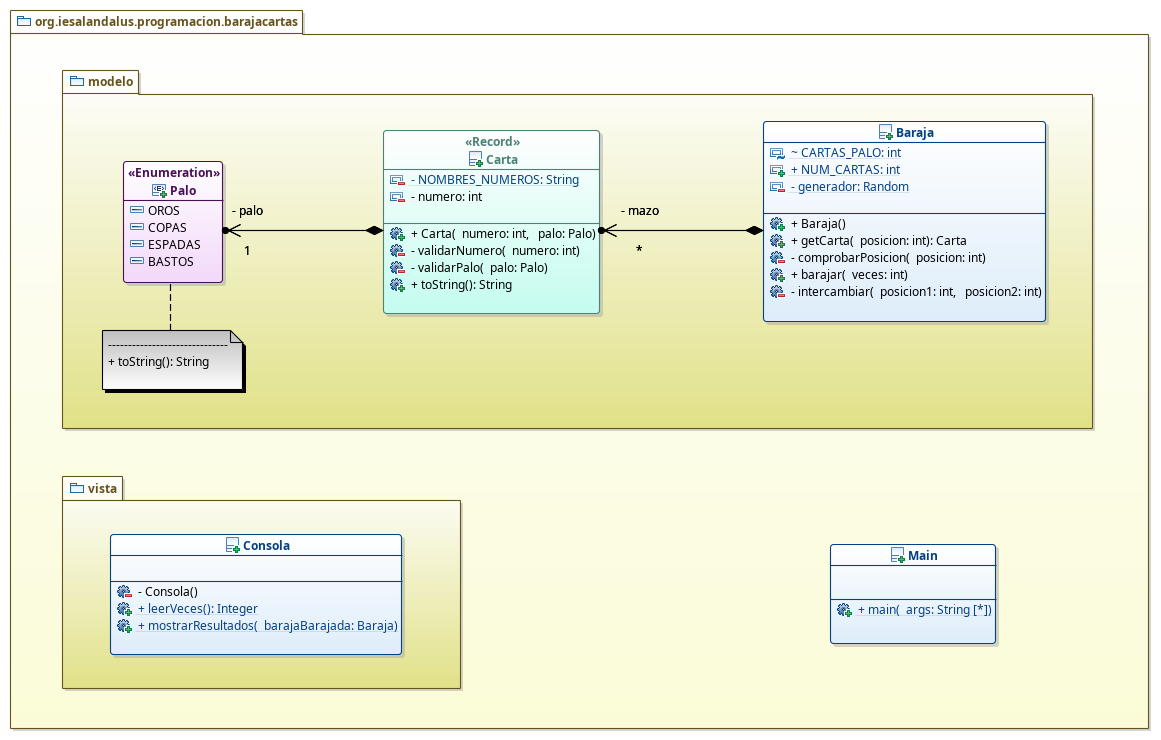 org.iesalandalus.programacion.barajacartas
modelo
«Enumeration»
Palo
OROS
COPAS
ESPADAS
BASTOS
------------------------------
+ toString(): String
- palo
1
«Record»
Carta
- NOMBRES_NUMEROS: String
- numero: int
+ Carta( numero: int, palo: Palo)
- validarNumero( numero: int)
- validarPalo( palo: Palo)
+ toString(): String
- mazo
*
Baraja
~ CARTAS_PALO: int
+ NUM_CARTAS: int
- generador: Random
+ Baraja()
+ getCarta( posicion: int): Carta
- comprobarPosicion( posicion: int)
+ barajar( veces: int)
- intercambiar( posicion1: int, posicion2: int)
vista
Consola
- Consola()
+ leerVeces(): Integer
+ mostrarResultados( barajaBarajada: Baraja)
Main
+ main( args: String [*])